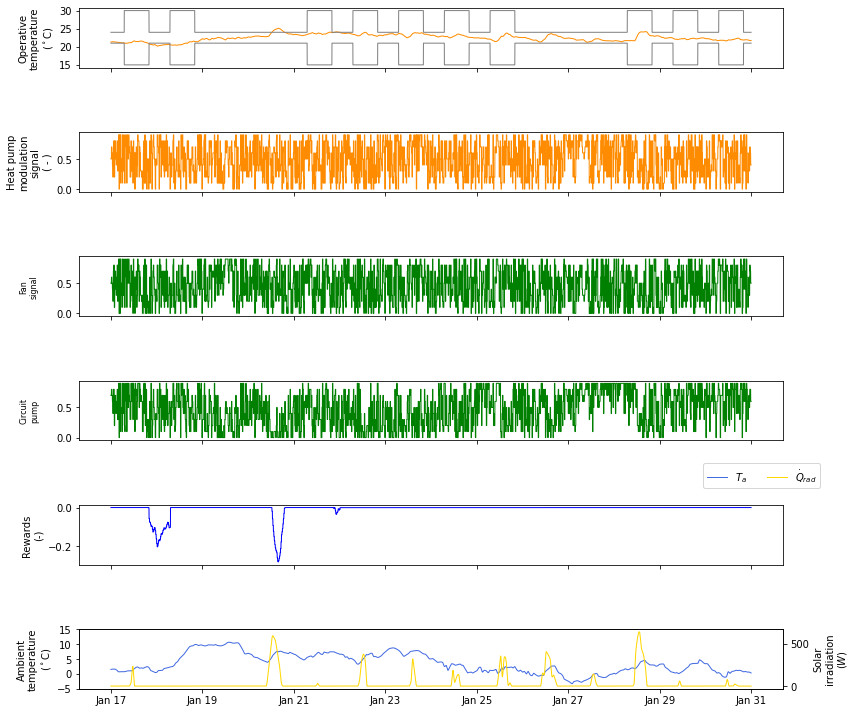 Operative
temperature
(°C)
30
25
20
15
Heat pump
modulation
signal
( - )
0.5
0.0
Fan
signal
0.5
0.0
Circuit
pump
0.5
0.0
T_a Q̇_rad
Rewards
(-)
0.0
−0.2
Ambient
temperature
(°C)
15
10
5
0
−5
500
0
Solar
irradiation
(W)
Jan 17 Jan 19 Jan 21 Jan 23 Jan 25 Jan 27 Jan 29 Jan 31